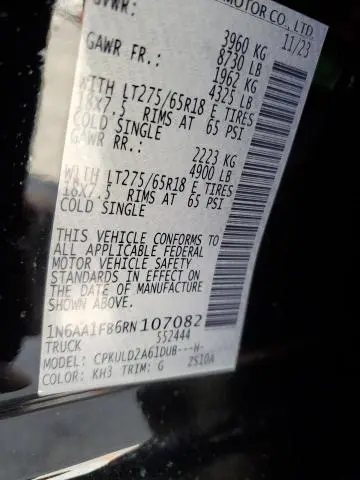 MOTOR CO., LTD.
11/23
GVWR: 3960 KG
8730 LB
GAWR FR.: 1962 KG
4325 LB
WITH LT275/65R18 E TIRES
18X7.5 RIMS AT 65 PSI
COLD SINGLE
GAWR RR.: 2223 KG
4900 LB
WITH LT275/65R18 E TIRES
18X7.5 RIMS AT 65 PSI
COLD SINGLE
THIS VEHICLE CONFORMS TO
ALL APPLICABLE FEDERAL
MOTOR VEHICLE SAFETY
STANDARDS IN EFFECT ON
THE DATE OF MANUFACTURE
SHOWN ABOVE.
1N6AA1FB6RN107082
TRUCK 552444
MODEL: CPKULDZA61DUB---H-
COLOR: KH3 TRIM: G 2S10A